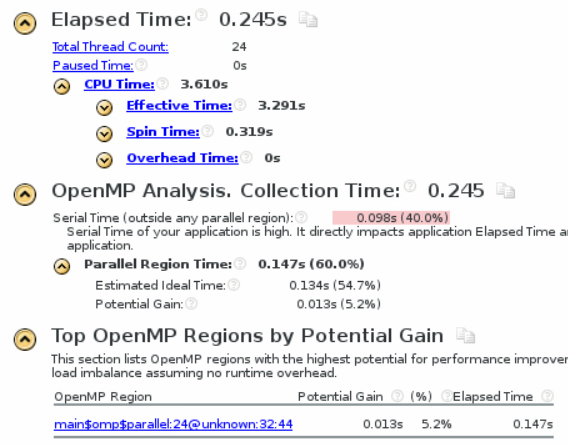 Elapsed Time: 0.245s
Total Thread Count: 24
Paused Time: 0s
CPU Time: 3.610s
Effective Time: 3.291s
Spin Time: 0.319s
Overhead Time: 0s
OpenMP Analysis. Collection Time: 0.245
Serial Time (outside any parallel region): 0.098s (40.0%)
Serial Time of your application is high. It directly impacts application Elapsed Time a
application.
Parallel Region Time: 0.147s (60.0%)
Estimated Ideal Time: 0.134s (54.7%)
Potential Gain: 0.013s (5.2%)
Top OpenMP Regions by Potential Gain
This section lists OpenMP regions with the highest potential for performance improve
load imbalance assuming no runtime overhead.
OpenMP Region Potential Gain (%) Elapsed Time
main$omp$parallel:24@unknown:32:44 0.013s 5.2% 0.147s